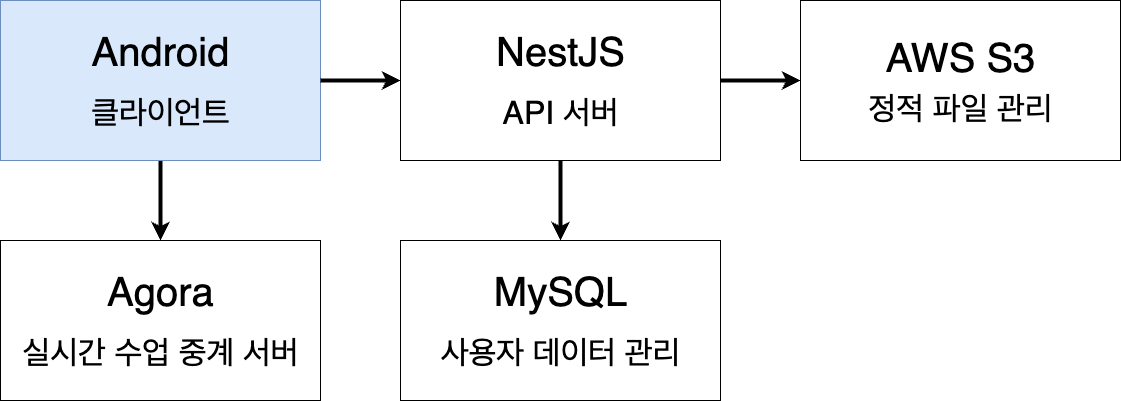 Android
클라이언트
NestJS
API 서버
AWS S3
정적 파일 관리
Agora
실시간 수업 중계 서버
MySQL
사용자 데이터 관리